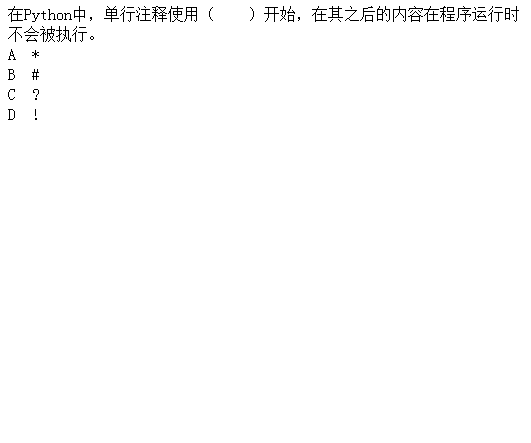 在Python中，单行注释使用（　　）开始，在其之后的内容在程序运行时
不会被执行。
A　*
B　#
C　?
D　!